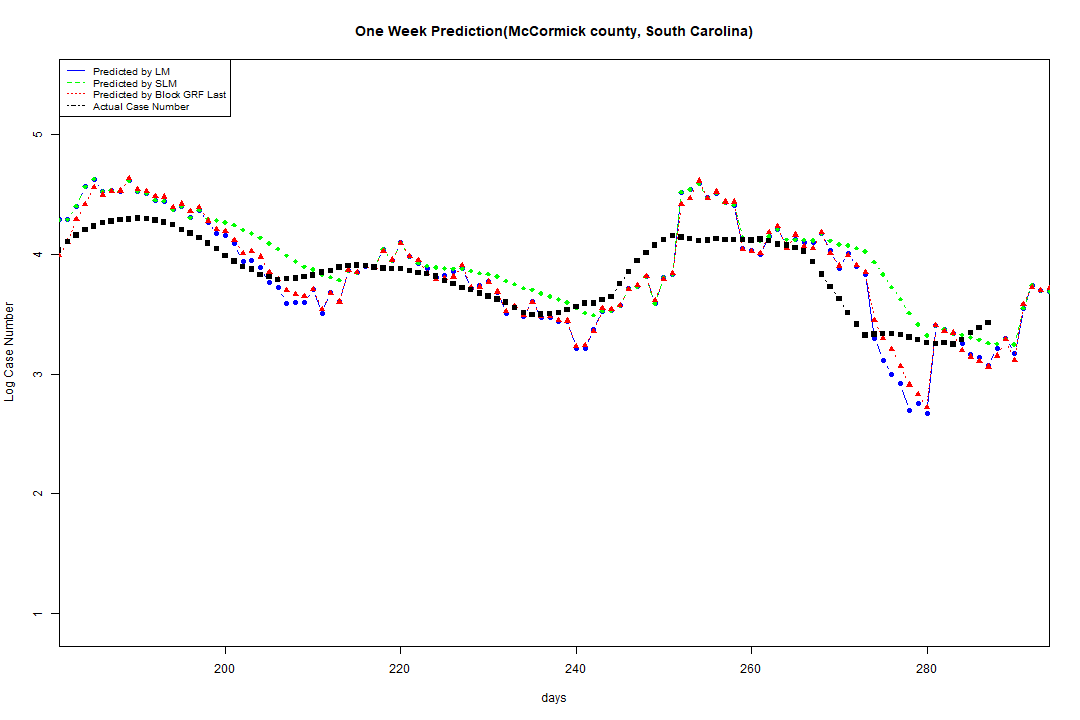 One Week Prediction(McCormick county, South Carolina)
Predicted by LM
Predicted by SLM
Predicted by Block GRF Last
Actual Case Number
5
4
3
2
1
Log Case Number
200 220 240 260 280
days